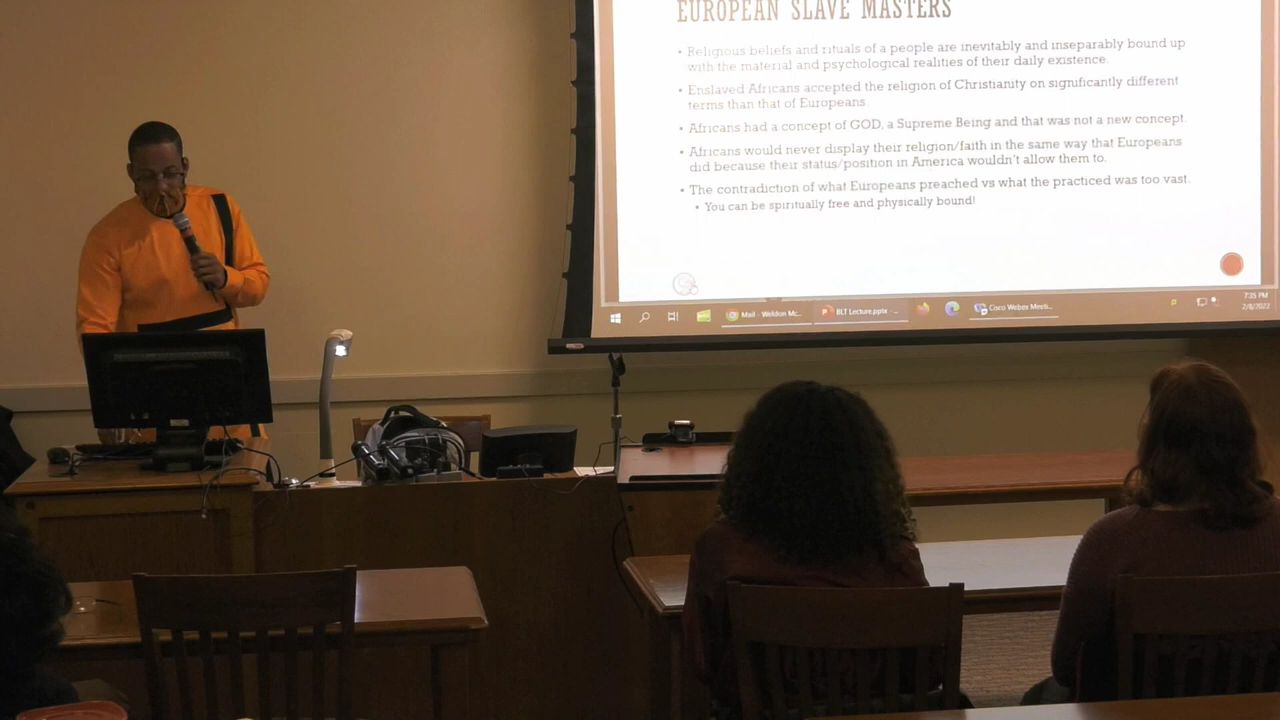 EUROPEAN SLAVE MASTERS
• Religious beliefs and rituals of a people are inevitably and inseparably bound up
with the material and psychological realities of their daily existence.
• Enslaved Africans accepted the religion of Christianity on significantly different
terms than that of Europeans.
• Africans had a concept of GOD, a Supreme Being and that was not a new concept.
• Africans would never display their religion/faith in the same way that Europeans
did because their status/position in America wouldn't allow them to.
• The contradiction of what Europeans preached vs what the practiced was too vast.
• You can be spiritually free and physically bound!
Mail - Weldon Mc...
BLT Lecture.pptx -
Cisco Webex Meeti...
7:35 PM
2/8/2022